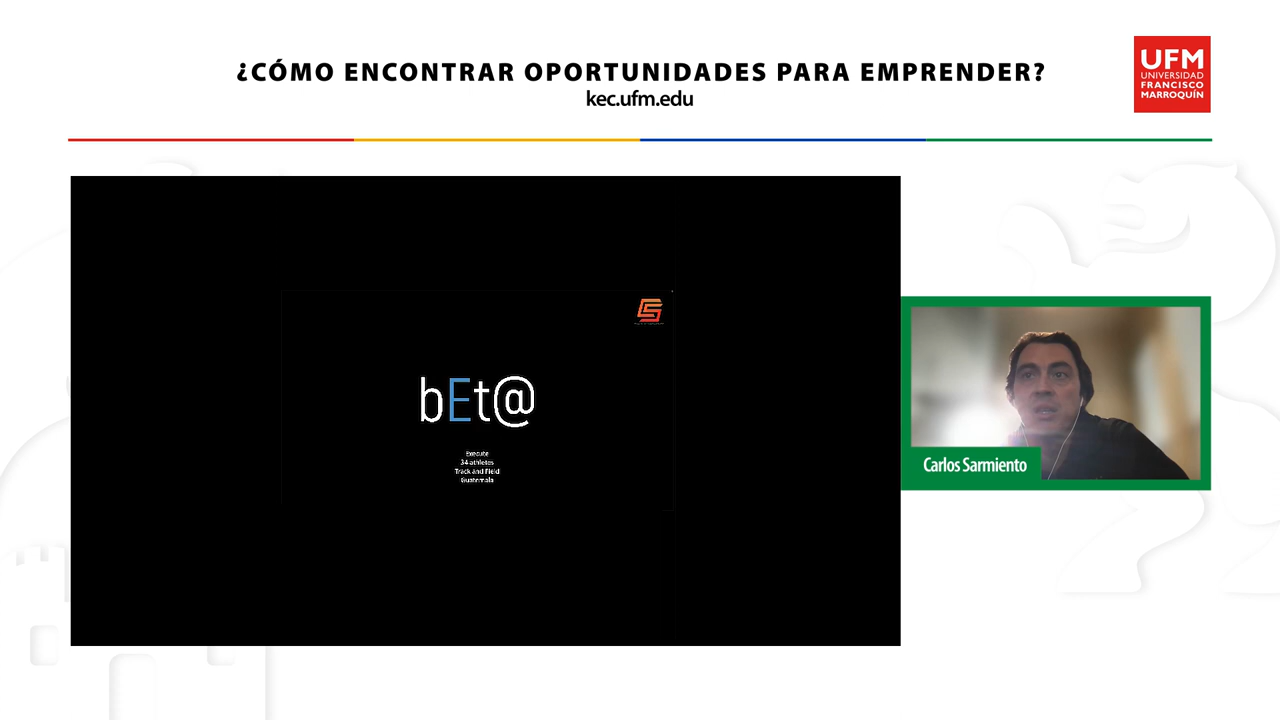 ¿CÓMO ENCONTRAR OPORTUNIDADES PARA EMPRENDER?
kec.ufm.edu
UFM
UNIVERSIDAD
FRANCISCO
MARROQUÍN
bEt@
Execute
34 athletes
Track and Field
Guatemala
Carlos Sarmiento